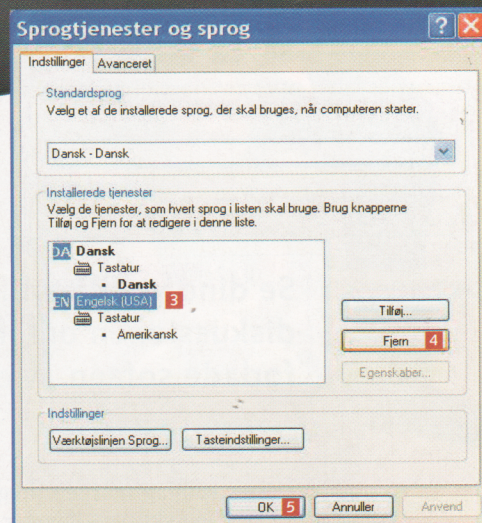 Sprogtjenester og sprog
Indstillinger Avanceret
Standardsprog
Vælg et af de installerede sprog, der skal bruges, når computeren starter.
Dansk - Dansk
Installerede tjenester
Vælg de tjenester, som hvert sprog i listen skal bruge. Brug knapperne
Tilføj og Fjern for at redigere i denne liste.
DA Dansk
Tastatur
• Dansk
EN Engelsk (USA) 3
Tastatur
• Amerikansk
Tilføj...
Fjern 4
Egenskaber...
Indstillinger
Værktøjslinjen Sprog... Tasteindstillinger...
OK 5 Annuller Anvend